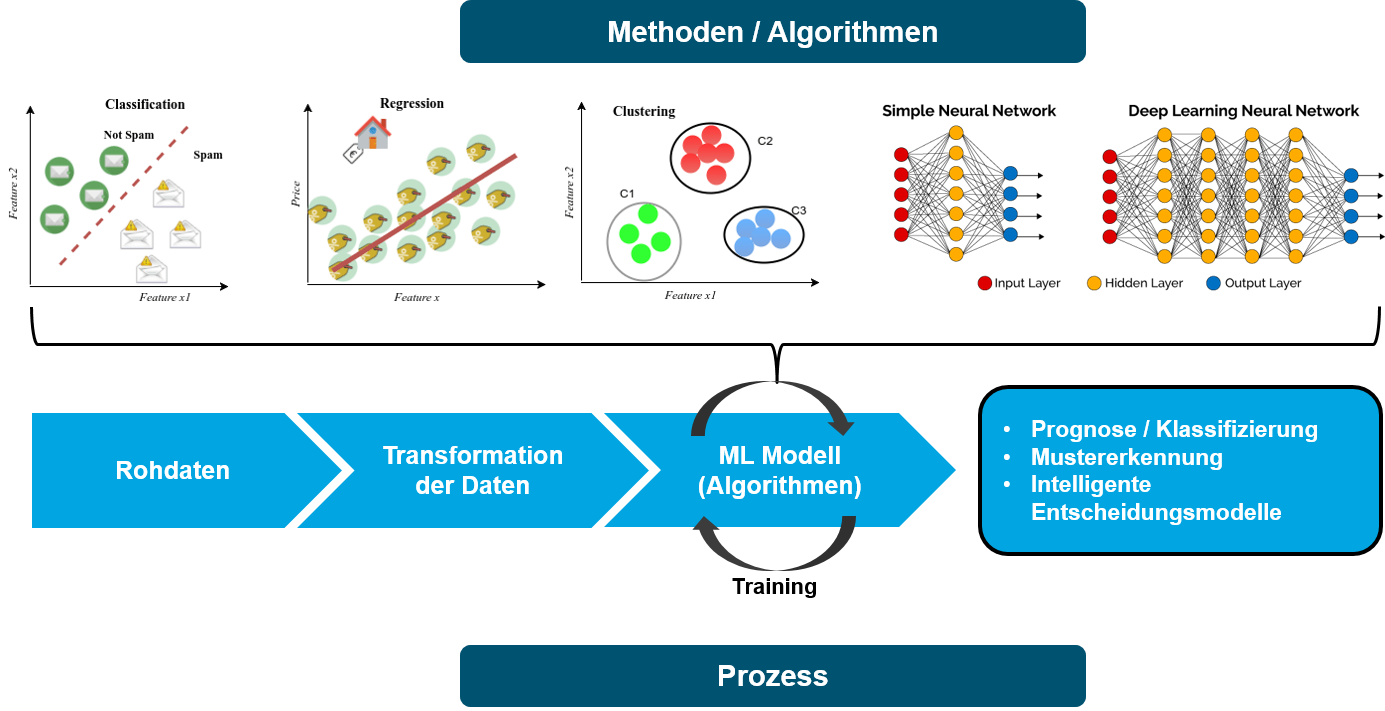 Methoden / Algorithmen
Classification
Not Spam
Spam
Feature x2
Feature x1
Regression
€
Price
Feature x
Clustering
C1
C2
C3
Feature x2
Feature x1
Simple Neural Network
Deep Learning Neural Network
Input Layer
Hidden Layer
Output Layer
Rohdaten
Transformation
der Daten
ML Modell
(Algorithmen)
Training
• Prognose / Klassifizierung
• Mustererkennung
• Intelligente
Entscheidungsmodelle
Prozess